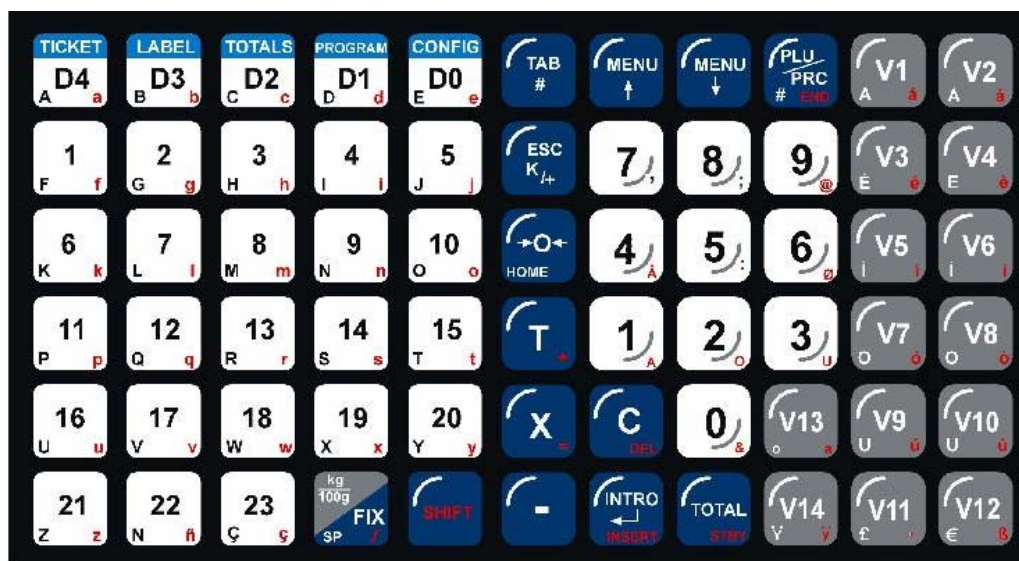 TICKET LABEL TOTALS PROGRAM CONFIG
D4 D3 D2 D1 D0 TAB # MENU ↑ MENU ↓ PLU/PRC V1 V2
A a B b C c D d E e # END A á A à
1 2 3 4 5 ESC K/+ 7 8 9 V3 V4
F f G g H h I i J j , ; @ É é E è
6 7 8 9 10 →O← 4 5 6 V5 V6
K k L l M m N n O o HOME À : Ø
11 12 13 14 15 T 1 2 3 V7 V8
P p Q q R r S s T t + A O U O ó O ò
16 17 18 19 20 X C 0 V13 V9 V10
U u V v W w X x Y y = DEL & o a U ú U ù
21 22 23 kg/100g FIX SHIFT - INTRO TOTAL V14 V11 V12
Z z N ñ Ç ç SP / INSERT STBY Y ÿ £ · € ß